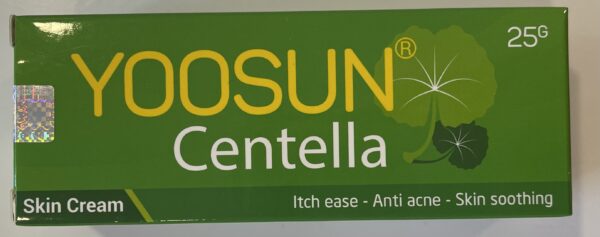 YOOSUN®
25G
Centella
Skin Cream
Itch ease - Anti acne - Skin soothing